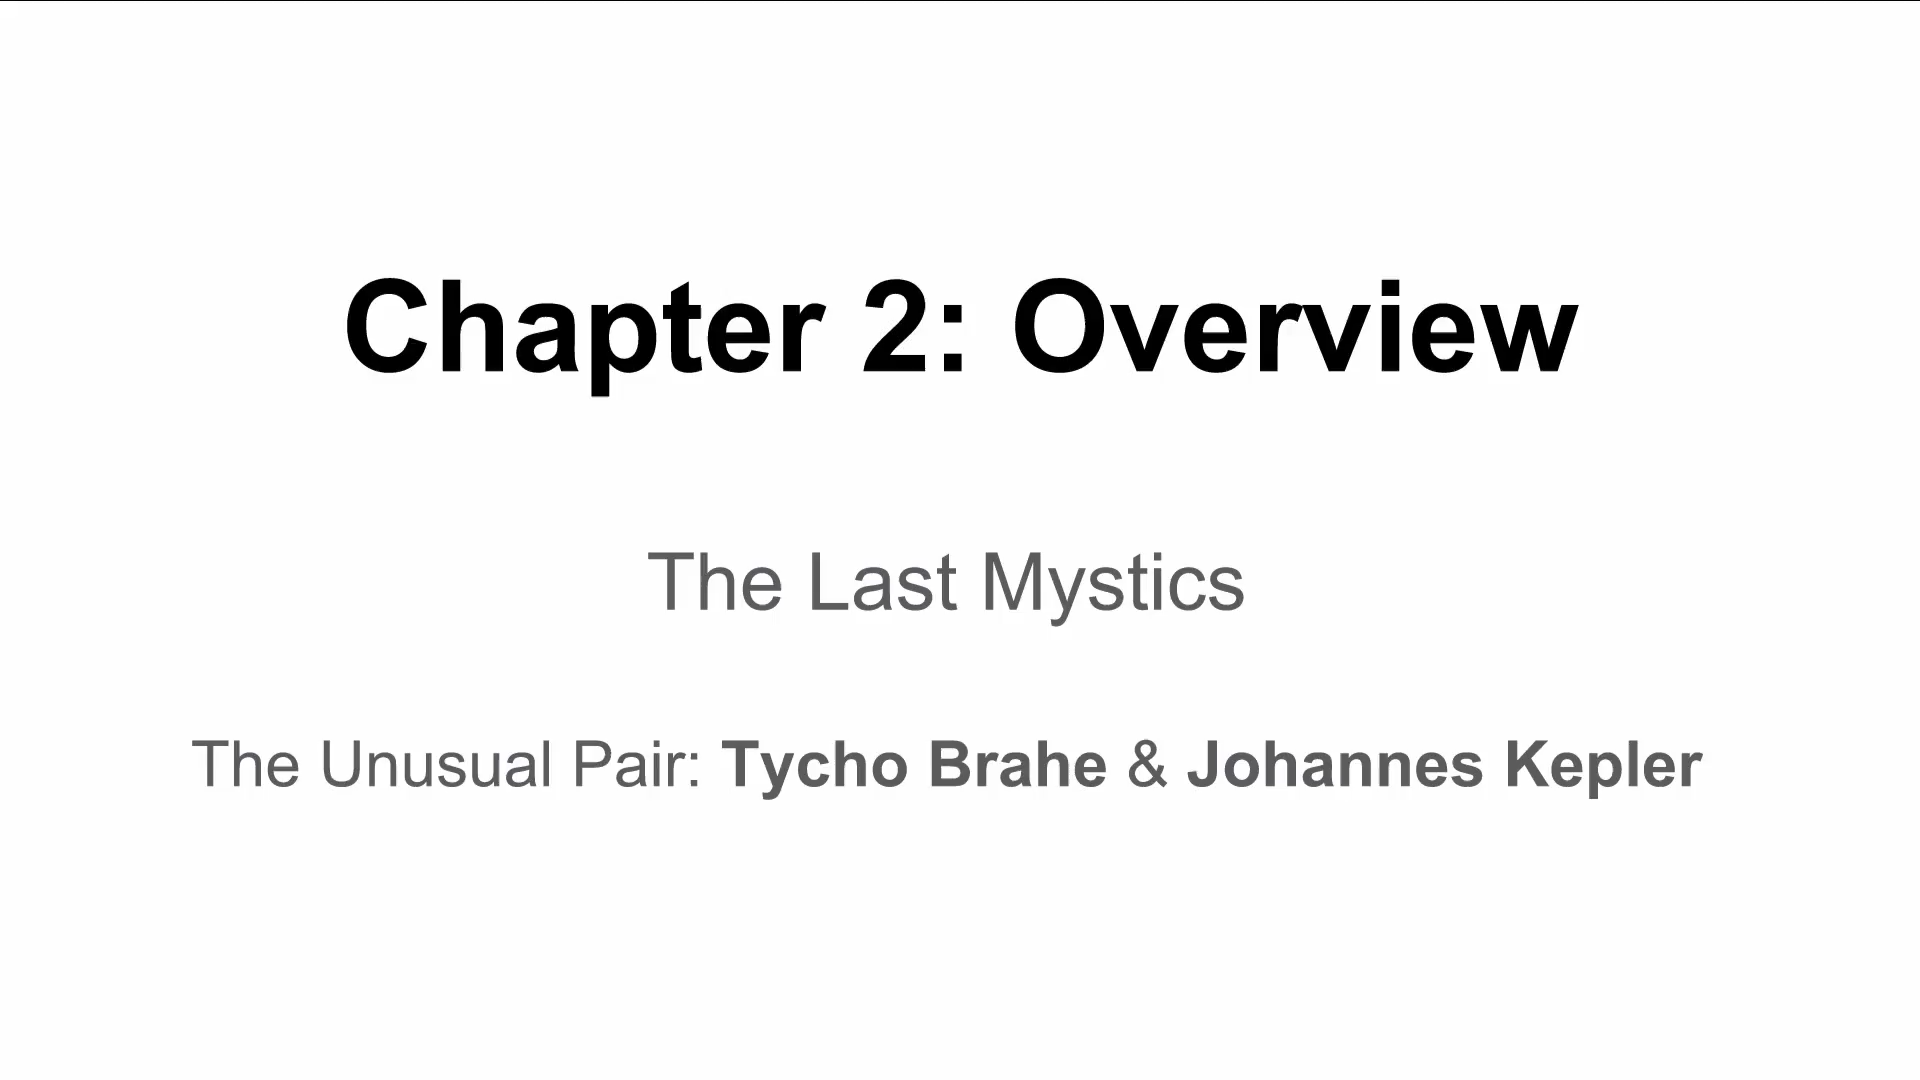 Chapter 2: Overview
The Last Mystics
The Unusual Pair: Tycho Brahe & Johannes Kepler